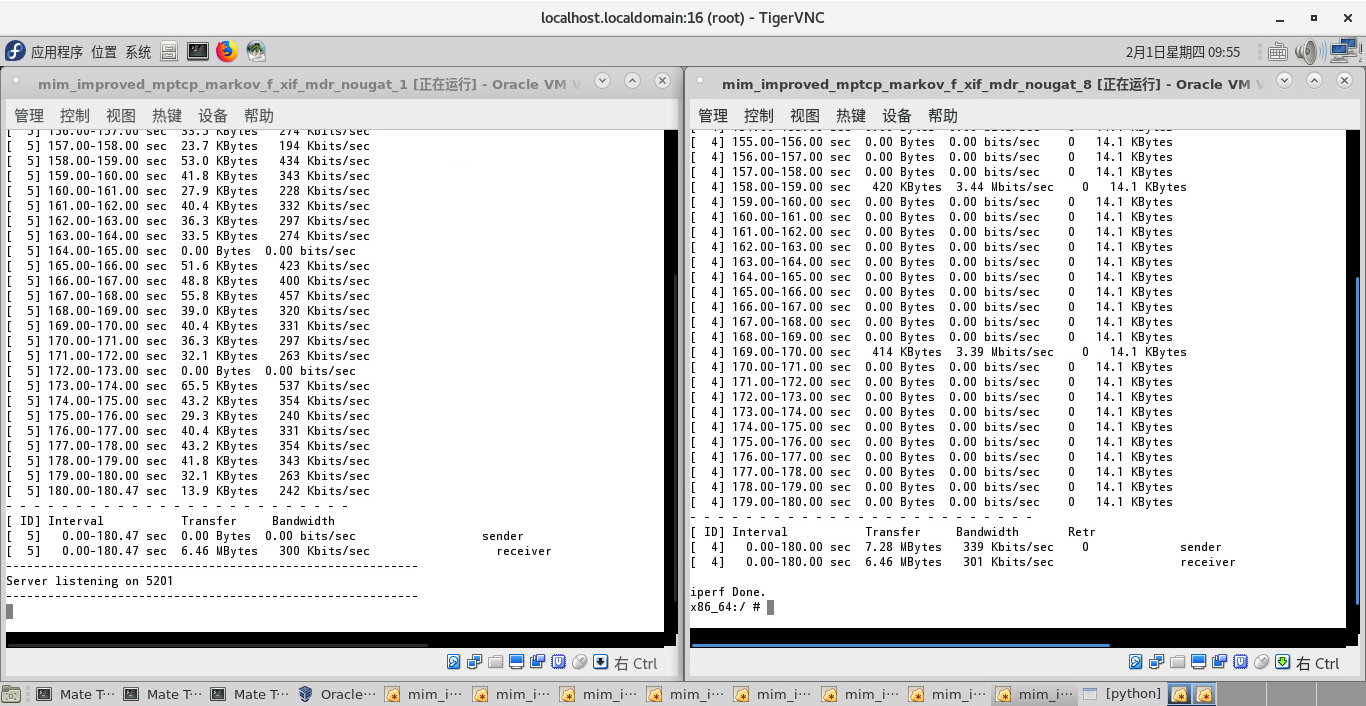 localhost.localdomain:16 (root) - TigerVNC
应用程序 位置 系统
2月1日星期四 09:55
mim_improved_mptcp_markov_f_xif_mdr_nougat_1 [正在运行] - Oracle VM V
管理 控制 视图 热键 设备 帮助
[  5] 156.00-157.00 sec  33.5 KBytes   274 Kbits/sec
[  5] 157.00-158.00 sec  23.7 KBytes   194 Kbits/sec
[  5] 158.00-159.00 sec  53.0 KBytes   434 Kbits/sec
[  5] 159.00-160.00 sec  41.8 KBytes   343 Kbits/sec
[  5] 160.00-161.00 sec  27.9 KBytes   228 Kbits/sec
[  5] 161.00-162.00 sec  40.4 KBytes   332 Kbits/sec
[  5] 162.00-163.00 sec  36.3 KBytes   297 Kbits/sec
[  5] 163.00-164.00 sec  33.5 KBytes   274 Kbits/sec
[  5] 164.00-165.00 sec  0.00 Bytes  0.00 bits/sec
[  5] 165.00-166.00 sec  51.6 KBytes   423 Kbits/sec
[  5] 166.00-167.00 sec  48.8 KBytes   400 Kbits/sec
[  5] 167.00-168.00 sec  55.8 KBytes   457 Kbits/sec
[  5] 168.00-169.00 sec  39.0 KBytes   320 Kbits/sec
[  5] 169.00-170.00 sec  40.4 KBytes   331 Kbits/sec
[  5] 170.00-171.00 sec  36.3 KBytes   297 Kbits/sec
[  5] 171.00-172.00 sec  32.1 KBytes   263 Kbits/sec
[  5] 172.00-173.00 sec  0.00 Bytes  0.00 bits/sec
[  5] 173.00-174.00 sec  65.5 KBytes   537 Kbits/sec
[  5] 174.00-175.00 sec  43.2 KBytes   354 Kbits/sec
[  5] 175.00-176.00 sec  29.3 KBytes   240 Kbits/sec
[  5] 176.00-177.00 sec  40.4 KBytes   331 Kbits/sec
[  5] 177.00-178.00 sec  43.2 KBytes   354 Kbits/sec
[  5] 178.00-179.00 sec  41.8 KBytes   343 Kbits/sec
[  5] 179.00-180.00 sec  32.1 KBytes   263 Kbits/sec
[  5] 180.00-180.47 sec  13.9 KBytes   242 Kbits/sec
- - - - - - - - - - - - - - - - - - - - - - - - -
[ ID] Interval           Transfer     Bandwidth
[  5]   0.00-180.47 sec  0.00 Bytes  0.00 bits/sec                  sender
[  5]   0.00-180.47 sec  6.46 MBytes   300 Kbits/sec                  receiver
-----------------------------------------------------------
Server listening on 5201
-----------------------------------------------------------
右 Ctrl
mim_improved_mptcp_markov_f_xif_mdr_nougat_8 [正在运行] - Oracle VM V
管理 控制 视图 热键 设备 帮助
[  4] 155.00-156.00 sec  0.00 Bytes  0.00 bits/sec    0   14.1 KBytes
[  4] 156.00-157.00 sec  0.00 Bytes  0.00 bits/sec    0   14.1 KBytes
[  4] 157.00-158.00 sec  0.00 Bytes  0.00 bits/sec    0   14.1 KBytes
[  4] 158.00-159.00 sec   420 KBytes  3.44 Mbits/sec    0   14.1 KBytes
[  4] 159.00-160.00 sec  0.00 Bytes  0.00 bits/sec    0   14.1 KBytes
[  4] 160.00-161.00 sec  0.00 Bytes  0.00 bits/sec    0   14.1 KBytes
[  4] 161.00-162.00 sec  0.00 Bytes  0.00 bits/sec    0   14.1 KBytes
[  4] 162.00-163.00 sec  0.00 Bytes  0.00 bits/sec    0   14.1 KBytes
[  4] 163.00-164.00 sec  0.00 Bytes  0.00 bits/sec    0   14.1 KBytes
[  4] 164.00-165.00 sec  0.00 Bytes  0.00 bits/sec    0   14.1 KBytes
[  4] 165.00-166.00 sec  0.00 Bytes  0.00 bits/sec    0   14.1 KBytes
[  4] 166.00-167.00 sec  0.00 Bytes  0.00 bits/sec    0   14.1 KBytes
[  4] 167.00-168.00 sec  0.00 Bytes  0.00 bits/sec    0   14.1 KBytes
[  4] 168.00-169.00 sec  0.00 Bytes  0.00 bits/sec    0   14.1 KBytes
[  4] 169.00-170.00 sec   414 KBytes  3.39 Mbits/sec    0   14.1 KBytes
[  4] 170.00-171.00 sec  0.00 Bytes  0.00 bits/sec    0   14.1 KBytes
[  4] 171.00-172.00 sec  0.00 Bytes  0.00 bits/sec    0   14.1 KBytes
[  4] 172.00-173.00 sec  0.00 Bytes  0.00 bits/sec    0   14.1 KBytes
[  4] 173.00-174.00 sec  0.00 Bytes  0.00 bits/sec    0   14.1 KBytes
[  4] 174.00-175.00 sec  0.00 Bytes  0.00 bits/sec    0   14.1 KBytes
[  4] 175.00-176.00 sec  0.00 Bytes  0.00 bits/sec    0   14.1 KBytes
[  4] 176.00-177.00 sec  0.00 Bytes  0.00 bits/sec    0   14.1 KBytes
[  4] 177.00-178.00 sec  0.00 Bytes  0.00 bits/sec    0   14.1 KBytes
[  4] 178.00-179.00 sec  0.00 Bytes  0.00 bits/sec    0   14.1 KBytes
[  4] 179.00-180.00 sec  0.00 Bytes  0.00 bits/sec    0   14.1 KBytes
- - - - - - - - - - - - - - - - - - - - - - - - -
[ ID] Interval           Transfer     Bandwidth       Retr
[  4]   0.00-180.00 sec  7.28 MBytes   339 Kbits/sec    0             sender
[  4]   0.00-180.00 sec  6.46 MBytes   301 Kbits/sec                  receiver
iperf Done.
x86_64:/ #
右 Ctrl
Mate T··· Mate T··· Mate T··· Oracle··· mim_i··· mim_i··· mim_i··· mim_i··· mim_i··· mim_i··· mim_i··· mim_i··· [python]